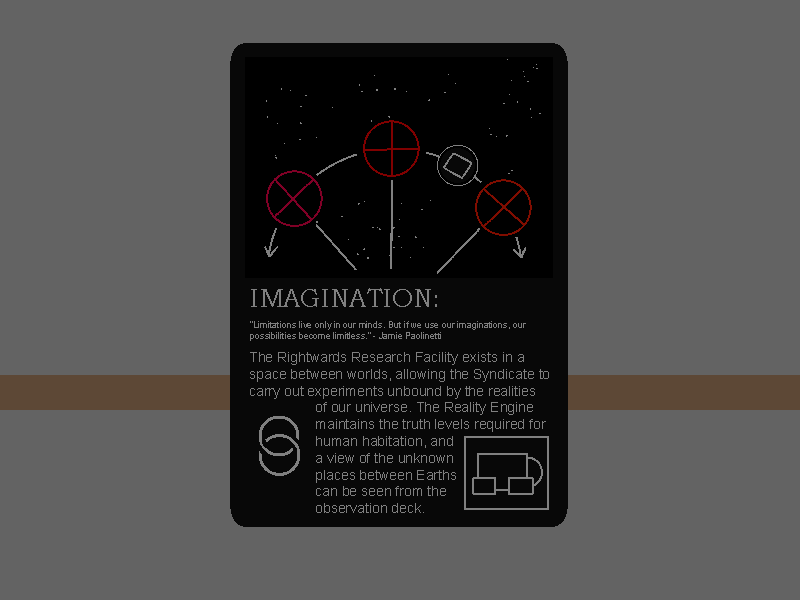 IMAGINATION:
"Limitations live only in our minds. But if we use our imaginations, our
possibilities become limitless." - Jamie Paolinetti
The Rightwards Research Facility exists in a
space between worlds, allowing the Syndicate to
carry out experiments unbound by the realities
of our universe. The Reality Engine
maintains the truth levels required for
human habitation, and
a view of the unknown
places between Earths
can be seen from the
observation deck.